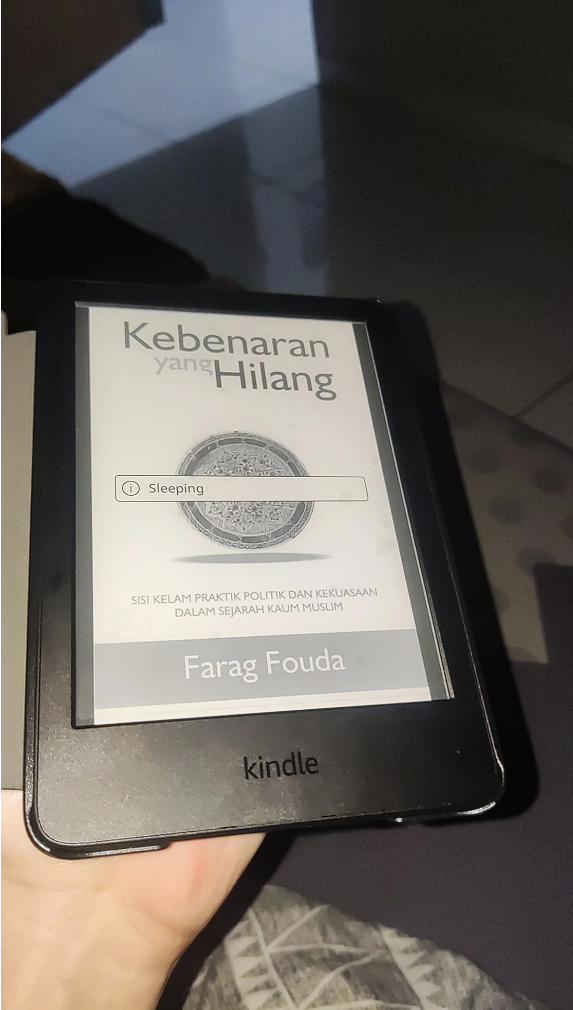 Kebenaran
yang Hilang
Sleeping
SISI KELAM PRAKTIK POLITIK DAN KEKUASAAN
DALAM SEJARAH KAUM MUSLIM
Farag Fouda
kindle